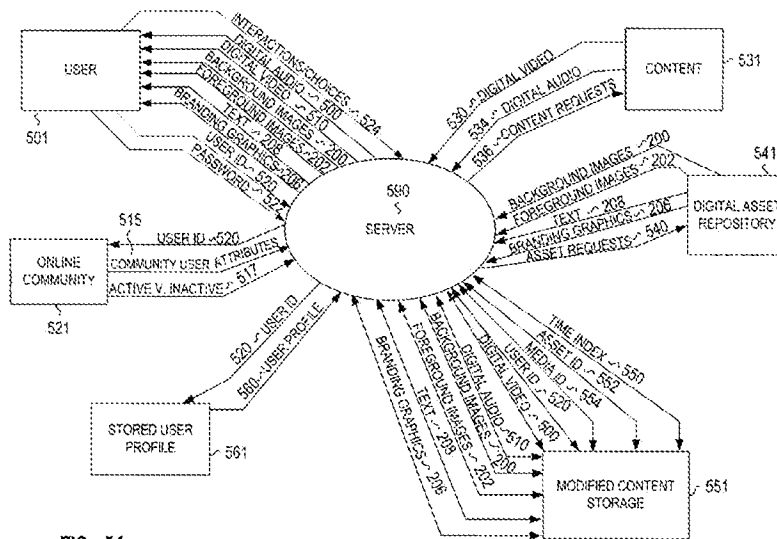 USER
501
INTERACTIONS/CHOICES 524
DIGITAL AUDIO 500
DIGITAL VIDEO 510
BACKGROUND IMAGES 200
FOREGROUND IMAGES 202
TEXT 208
BRANDING GRAPHICS 206
USER ID 520
PASSWORD 522
530 DIGITAL VIDEO
534 DIGITAL AUDIO
536 CONTENT REQUESTS
CONTENT
531
BACKGROUND IMAGES 200
FOREGROUND IMAGES 202
TEXT 208
BRANDING GRAPHICS 206
ASSET REQUESTS 540
541
DIGITAL ASSET
REPOSITORY
590
SERVER
USER ID 520
515
COMMUNITY USER ATTRIBUTES
ACTIVE V. INACTIVE 517
ONLINE
COMMUNITY
521
520 USER ID
560 USER PROFILE
STORED USER
PROFILE
561
BRANDING GRAPHICS 206
TEXT 208
FOREGROUND IMAGES 202
BACKGROUND IMAGES 200
DIGITAL AUDIO 510
DIGITAL VIDEO 500
USER ID 520
MEDIA ID 554
ASSET ID 552
TIME INDEX 550
MODIFIED CONTENT
STORAGE
551